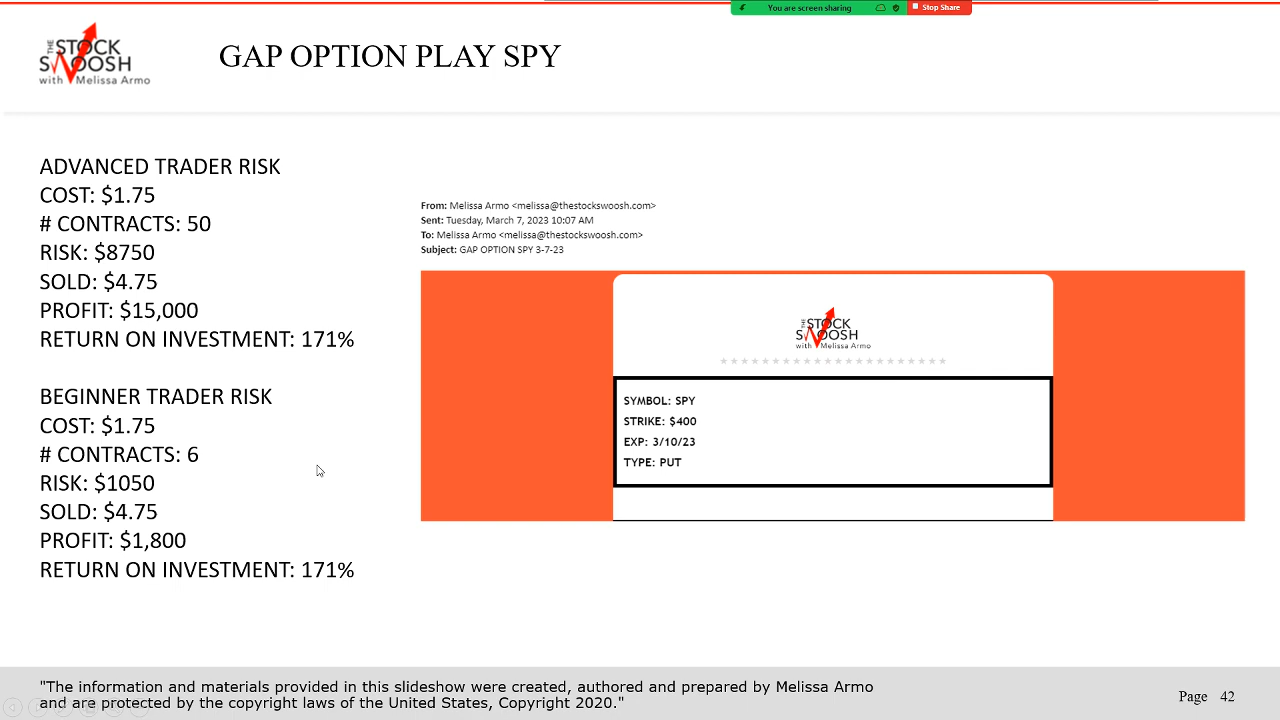 You are screen sharing
Stop Share
THE STOCK
SWOOSH
with Melissa Armo
GAP OPTION PLAY SPY
ADVANCED TRADER RISK
COST: $1.75
# CONTRACTS: 50
RISK: $8750
SOLD: $4.75
PROFIT: $15,000
RETURN ON INVESTMENT: 171%
BEGINNER TRADER RISK
COST: $1.75
# CONTRACTS: 6
RISK: $1050
SOLD: $4.75
PROFIT: $1,800
RETURN ON INVESTMENT: 171%
From: Melissa Armo <melissa@thestockswoosh.com>
Sent: Tuesday, March 7, 2023 10:07 AM
To: Melissa Armo <melissa@thestockswoosh.com>
Subject: GAP OPTION SPY 3-7-23
THE STOCK
SWOOSH
with Melissa Armo
SYMBOL: SPY
STRIKE: $400
EXP: 3/10/23
TYPE: PUT
"The information and materials provided in this slideshow were created, authored and prepared by Melissa Armo
and are protected by the copyright laws of the United States, Copyright 2020."
Page 42